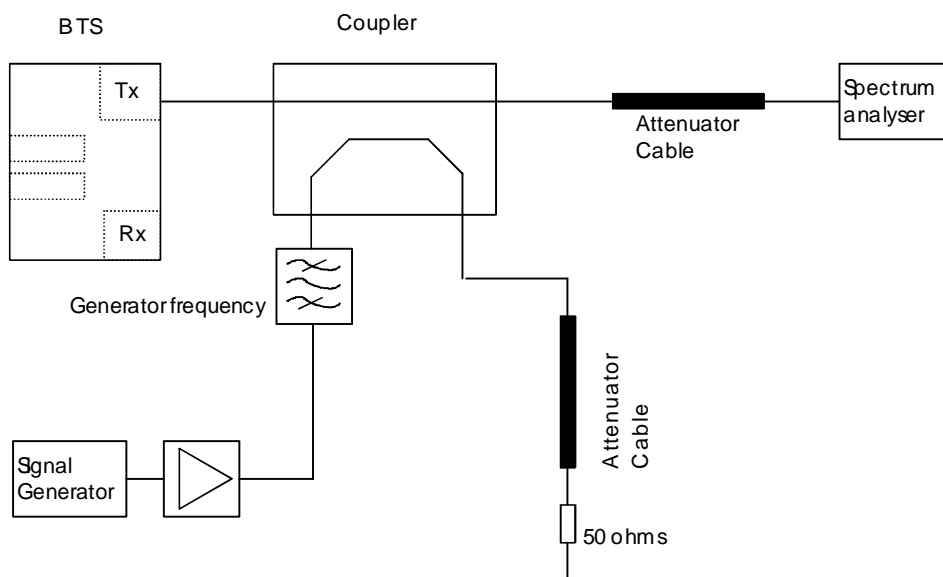 BTS
Coupler
Tx
Spectrum
analyser
Attenuator
Cable
Rx
Generator frequency
Attenuator
Cable
Signal
Generator
50 ohms